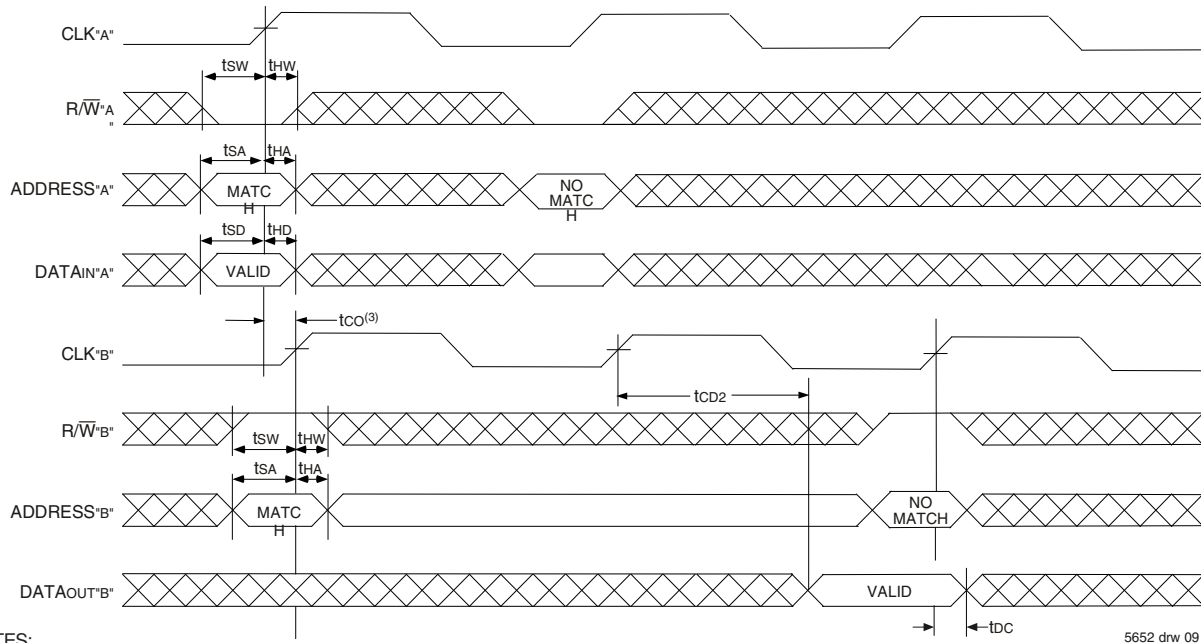 CLK"A"
tSW tHW
R/W"A
"
tSA tHA
ADDRESS"A"
MATC
H
NO
MATC
H
tSD tHD
DATAIN"A"
VALID
tCO(3)
CLK"B"
tCD2
R/W"B"
tSW tHW
tSA tHA
ADDRESS"B"
MATC
H
NO
MATCH
DATAOUT"B"
VALID
tDC
TES:
5652 drw 09